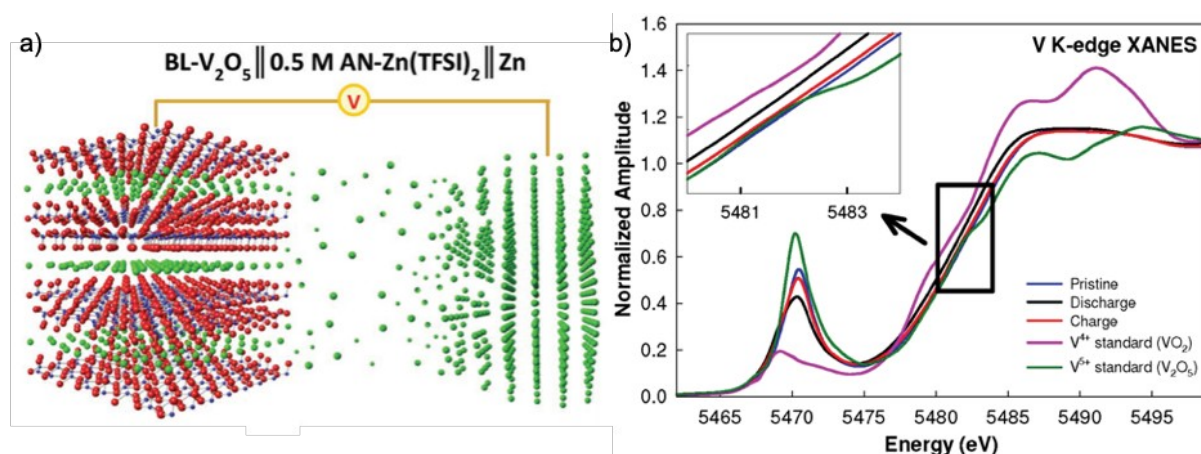 a)
BL-V₂O₅‖0.5 M AN-Zn(TFSI)₂‖Zn
V
b)
V K-edge XANES
Normalized Amplitude
1.6
1.4
1.2
1.0
0.8
0.6
0.4
0.2
0.0
5481
5483
Pristine
Discharge
Charge
V⁴⁺ standard (VO₂)
V⁵⁺ standard (V₂O₅)
5465 5470 5475 5480 5485 5490 5495
Energy (eV)